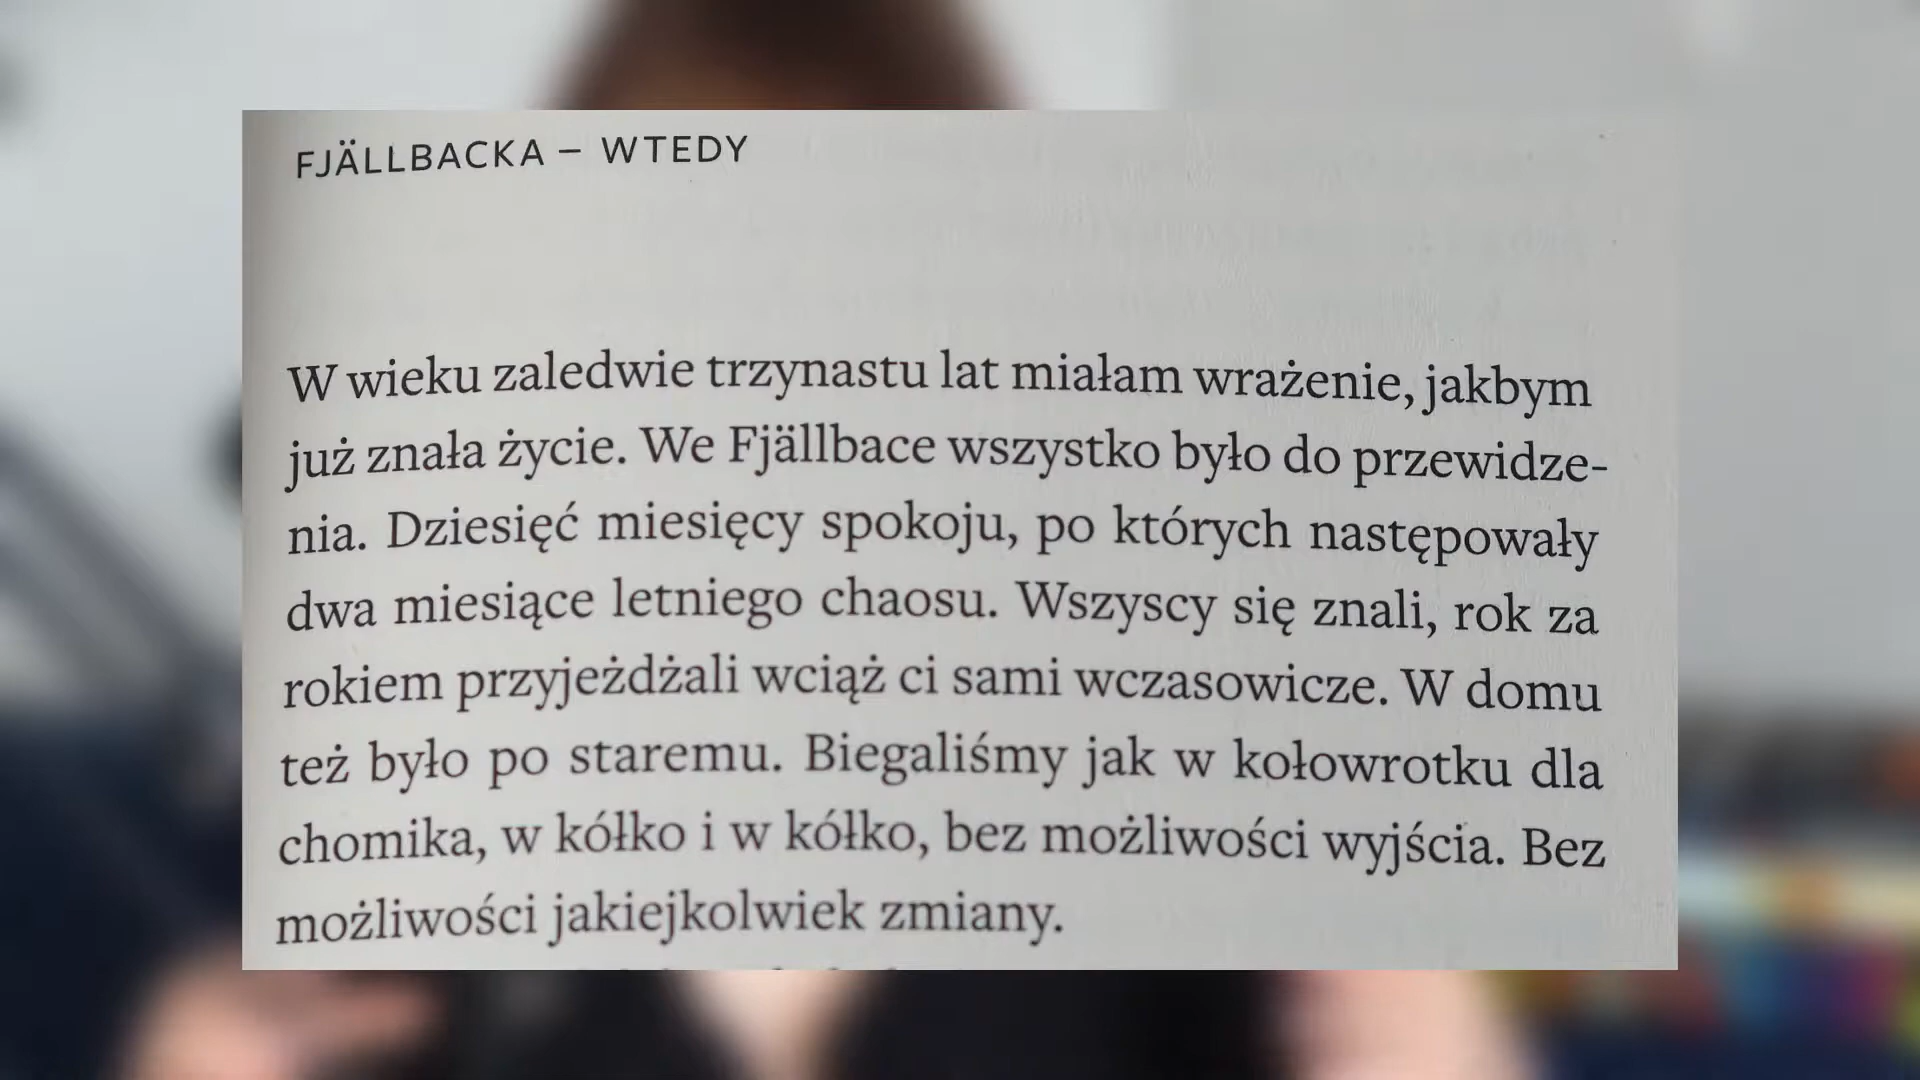 FJÄLLBACKA – WTEDY
W wieku zaledwie trzynastu lat miałam wrażenie, jakbym
już znała życie. We Fjällbace wszystko było do przewidze-
nia. Dziesięć miesięcy spokoju, po których następowały
dwa miesiące letniego chaosu. Wszyscy się znali, rok za
rokiem przyjeżdżali wciąż ci sami wczasowicze. W domu
też było po staremu. Biegaliśmy jak w kołowrotku dla
chomika, w kółko i w kółko, bez możliwości wyjścia. Bez
możliwości jakiejkolwiek zmiany.